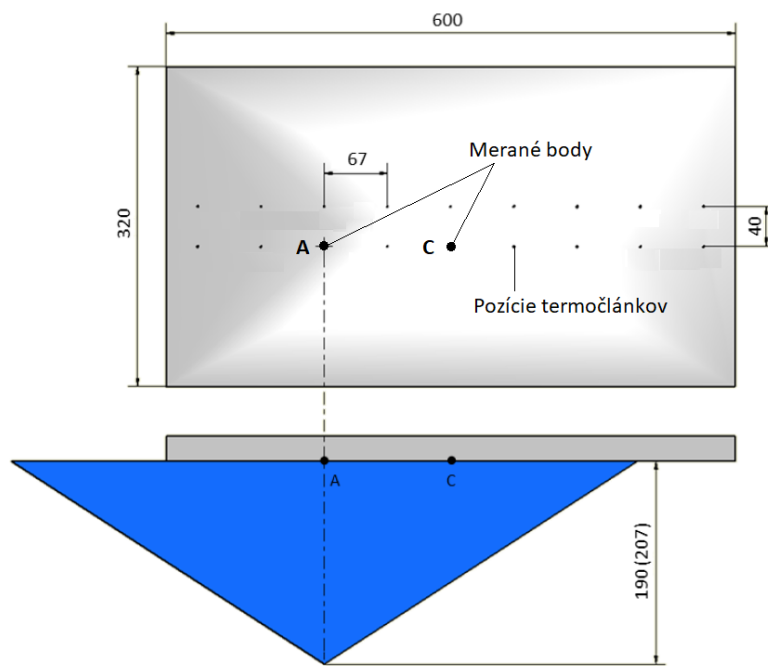 600
Merané body
67
320
40
A
C
Pozície termočlánkov
A
C
190 (207)